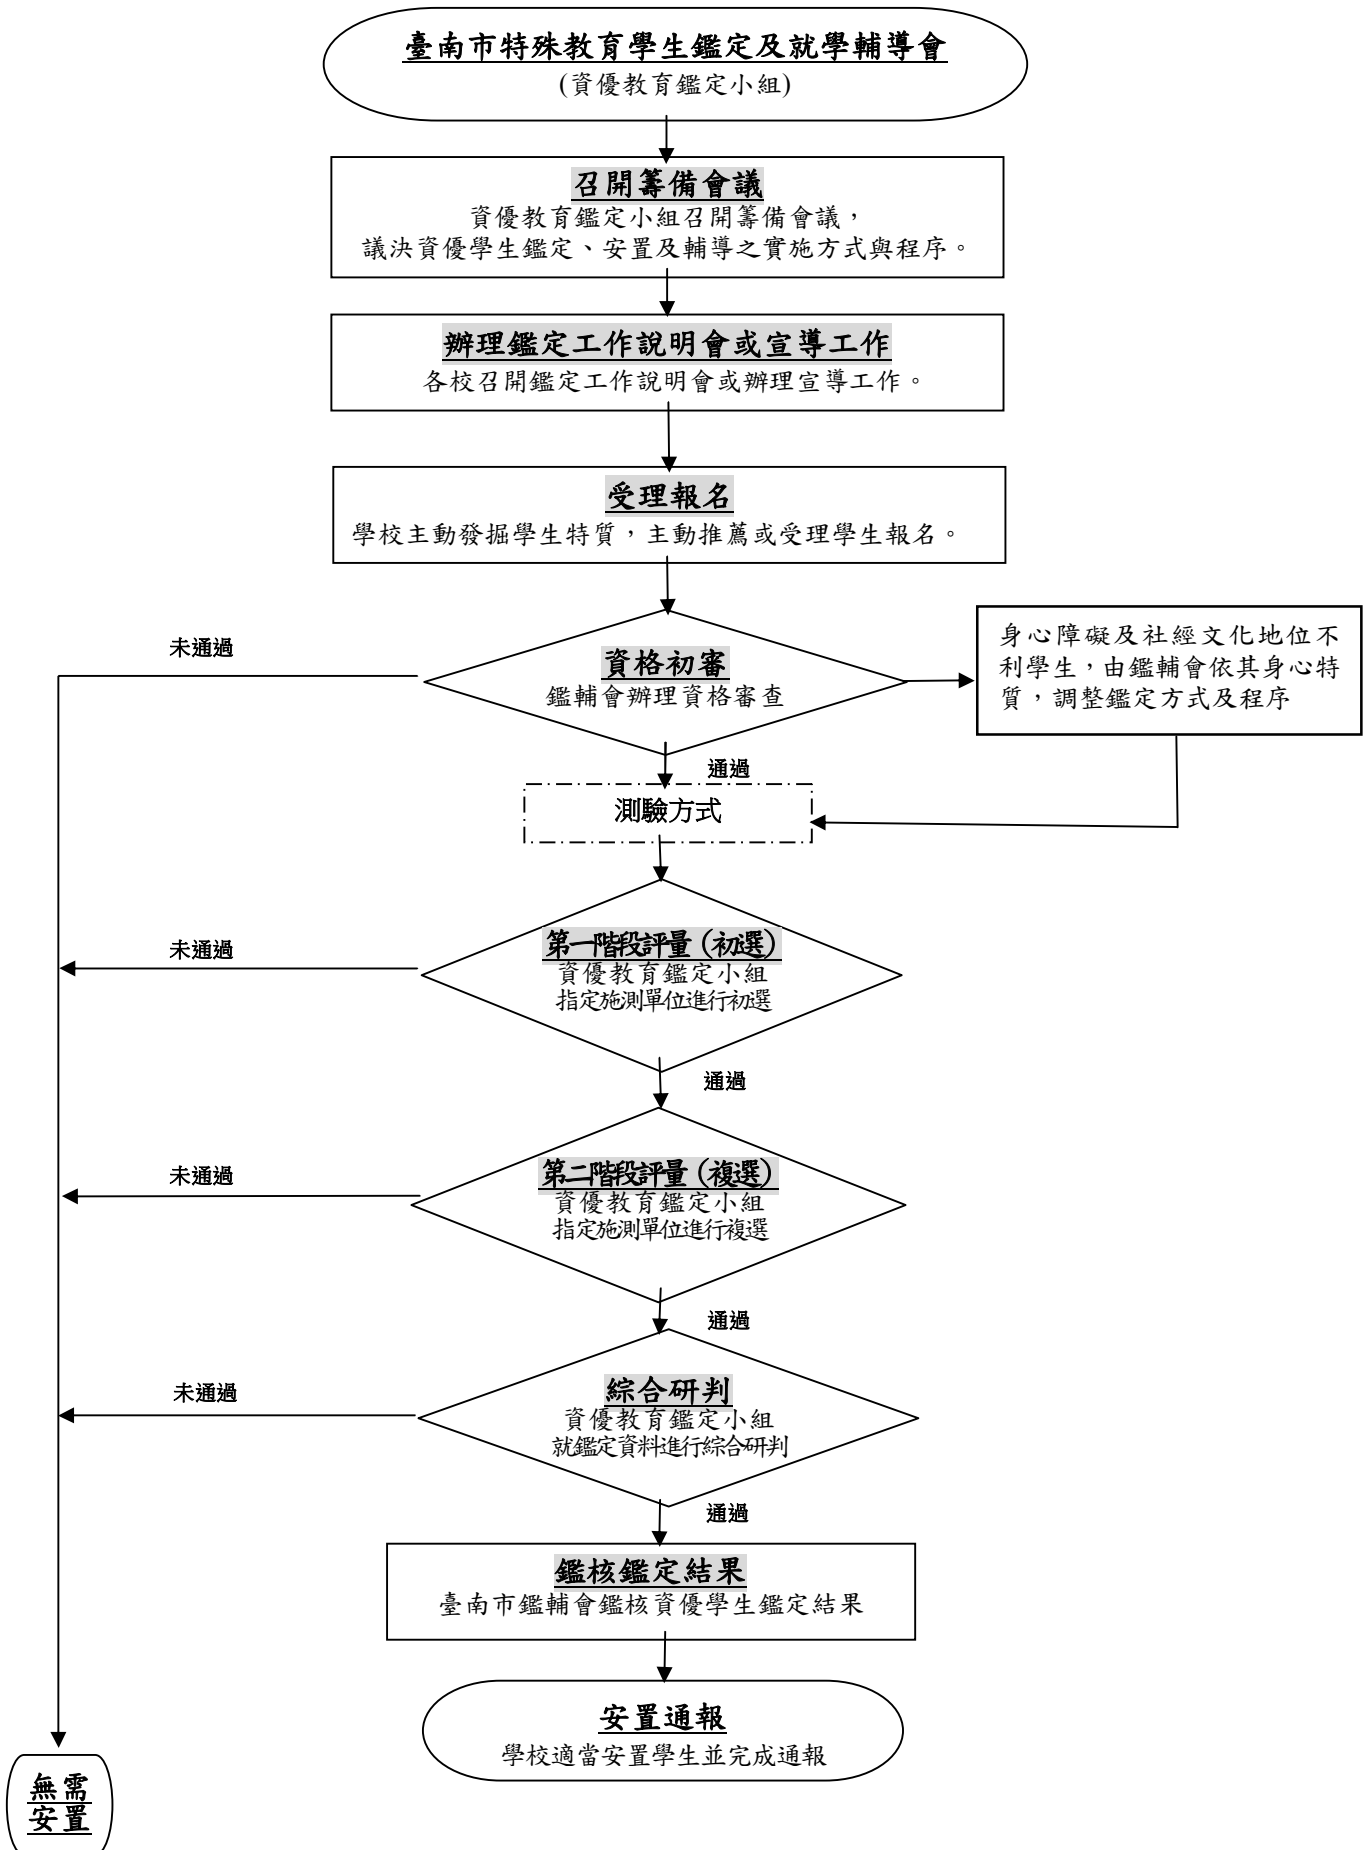 臺南市特殊教育學生鑑定及就學輔導會
(資優教育鑑定小組)
召開籌備會議
資優教育鑑定小組召開籌備會議，
議決資優學生鑑定、安置及輔導之實施方式與程序。
辦理鑑定工作說明會或宣導工作
各校召開鑑定工作說明會或辦理宣導工作。
受理報名
學校主動發掘學生特質，主動推薦或受理學生報名。
未通過
資格初審
鑑輔會辦理資格審查
身心障礙及社經文化地位不
利學生，由鑑輔會依其身心特
質，調整鑑定方式及程序
通過
測驗方式
未通過
第一階段評量（初選）
資優教育鑑定小組
指定施測單位進行初選
通過
未通過
第二階段評量（複選）
資優教育鑑定小組
指定施測單位進行複選
通過
未通過
綜合研判
資優教育鑑定小組
就鑑定資料進行綜合研判
通過
鑑核鑑定結果
臺南市鑑輔會鑑核資優學生鑑定結果
安置通報
學校適當安置學生並完成通報
無需
安置